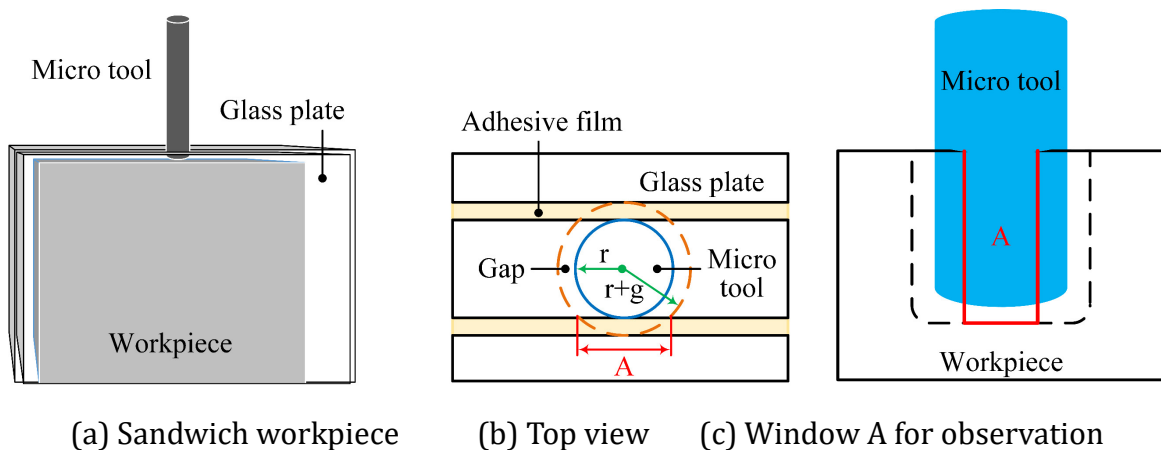 Micro tool
Glass plate
Workpiece
Adhesive film
Glass plate
Gap
r
r+g
Micro
tool
A
Micro tool
A
Workpiece
(a) Sandwich workpiece
(b) Top view
(c) Window A for observation